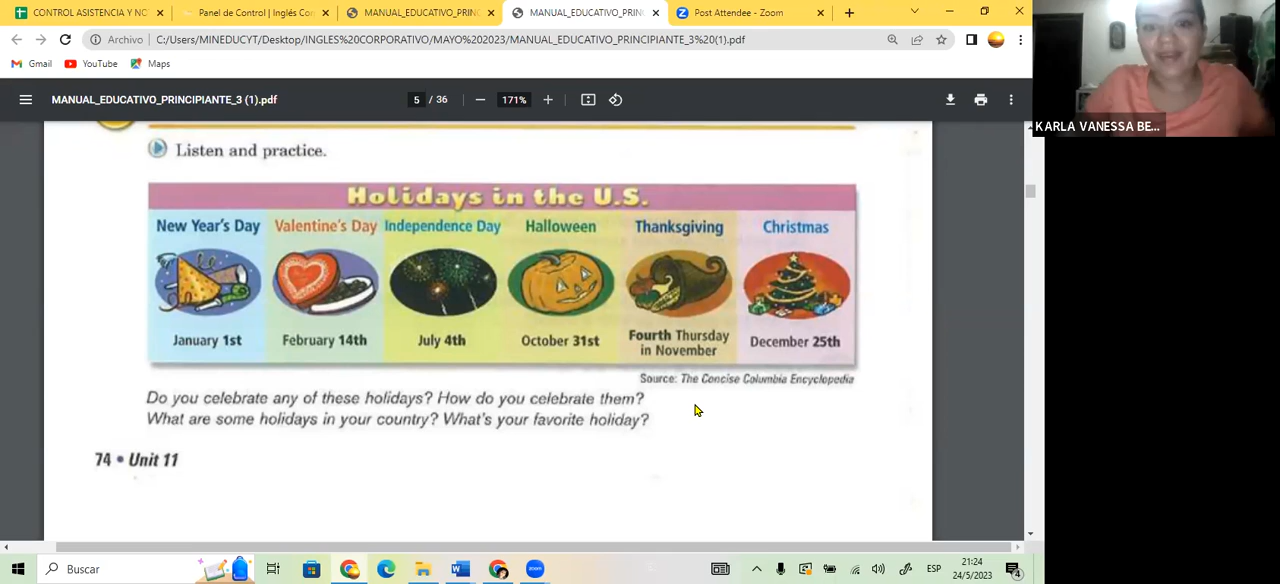 CONTROL ASISTENCIA Y NO
Panel de Control | Inglés Con
MANUAL_EDUCATIVO_PRIN
MANUAL_EDUCATIVO_PRIN
Post Attendee - Zoom
Archivo
C:/Users/MINEDUCYT/Desktop/INGLES%20CORPORATIVO/MAYO%202023/MANUAL_EDUCATIVO_PRINCIPIANTE_3%20(1).pdf
Gmail
YouTube
Maps
MANUAL_EDUCATIVO_PRINCIPIANTE_3 (1).pdf
5 / 36
171%
KARLA VANESSA BE...
Listen and practice.
Holidays in the U.S.
New Year's Day
Valentine's Day
Independence Day
Halloween
Thanksgiving
Christmas
January 1st
February 14th
July 4th
October 31st
Fourth Thursday
in November
December 25th
Source: The Concise Columbia Encyclopedia
Do you celebrate any of these holidays? How do you celebrate them?
What are some holidays in your country? What's your favorite holiday?
74 • Unit 11
Buscar
ESP
21:24
24/5/2023
4